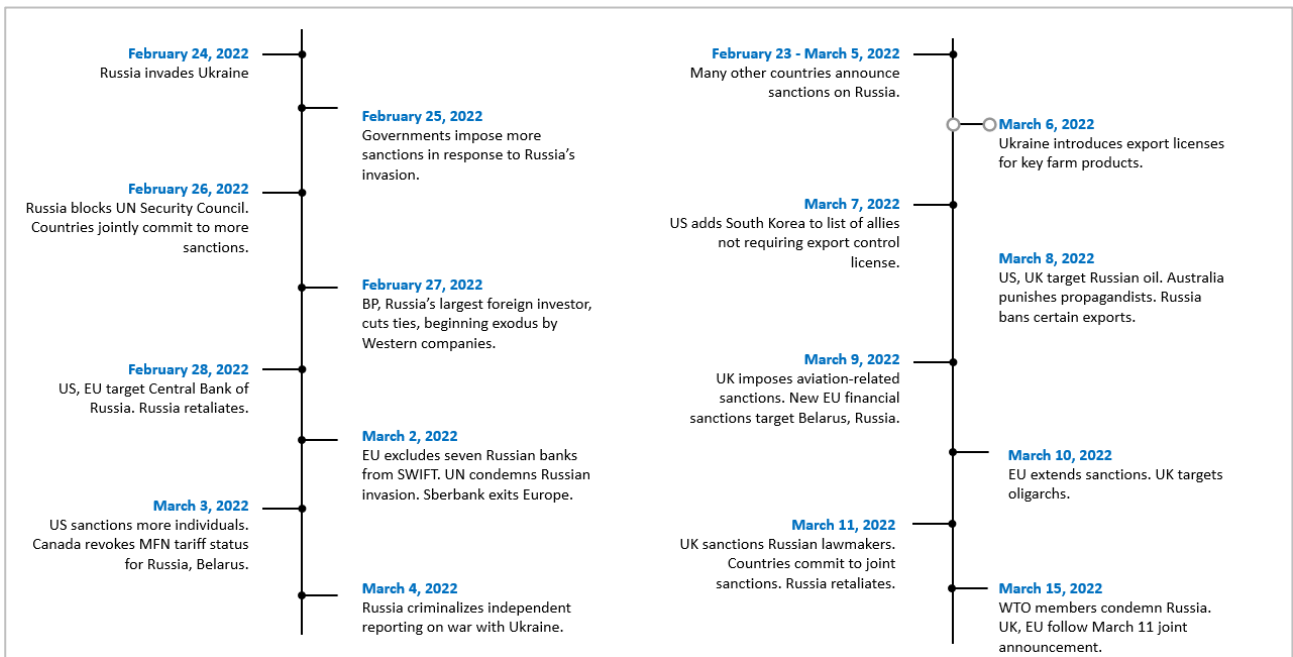 February 24, 2022
Russia invades Ukraine
February 25, 2022
Governments impose more
sanctions in response to Russia’s
invasion.
February 26, 2022
Russia blocks UN Security Council.
Countries jointly commit to more
sanctions.
February 27, 2022
BP, Russia’s largest foreign investor,
cuts ties, beginning exodus by
Western companies.
February 28, 2022
US, EU target Central Bank of
Russia. Russia retaliates.
March 2, 2022
EU excludes seven Russian banks
from SWIFT. UN condemns Russian
invasion. Sberbank exits Europe.
March 3, 2022
US sanctions more individuals.
Canada revokes MFN tariff status
for Russia, Belarus.
March 4, 2022
Russia criminalizes independent
reporting on war with Ukraine.
February 23 - March 5, 2022
Many other countries announce
sanctions on Russia.
March 6, 2022
Ukraine introduces export licenses
for key farm products.
March 7, 2022
US adds South Korea to list of allies
not requiring export control
license.
March 8, 2022
US, UK target Russian oil. Australia
punishes propagandists. Russia
bans certain exports.
March 9, 2022
UK imposes aviation-related
sanctions. New EU financial
sanctions target Belarus, Russia.
March 10, 2022
EU extends sanctions. UK targets
oligarchs.
March 11, 2022
UK sanctions Russian lawmakers.
Countries commit to joint
sanctions. Russia retaliates.
March 15, 2022
WTO members condemn Russia.
UK, EU follow March 11 joint
announcement.